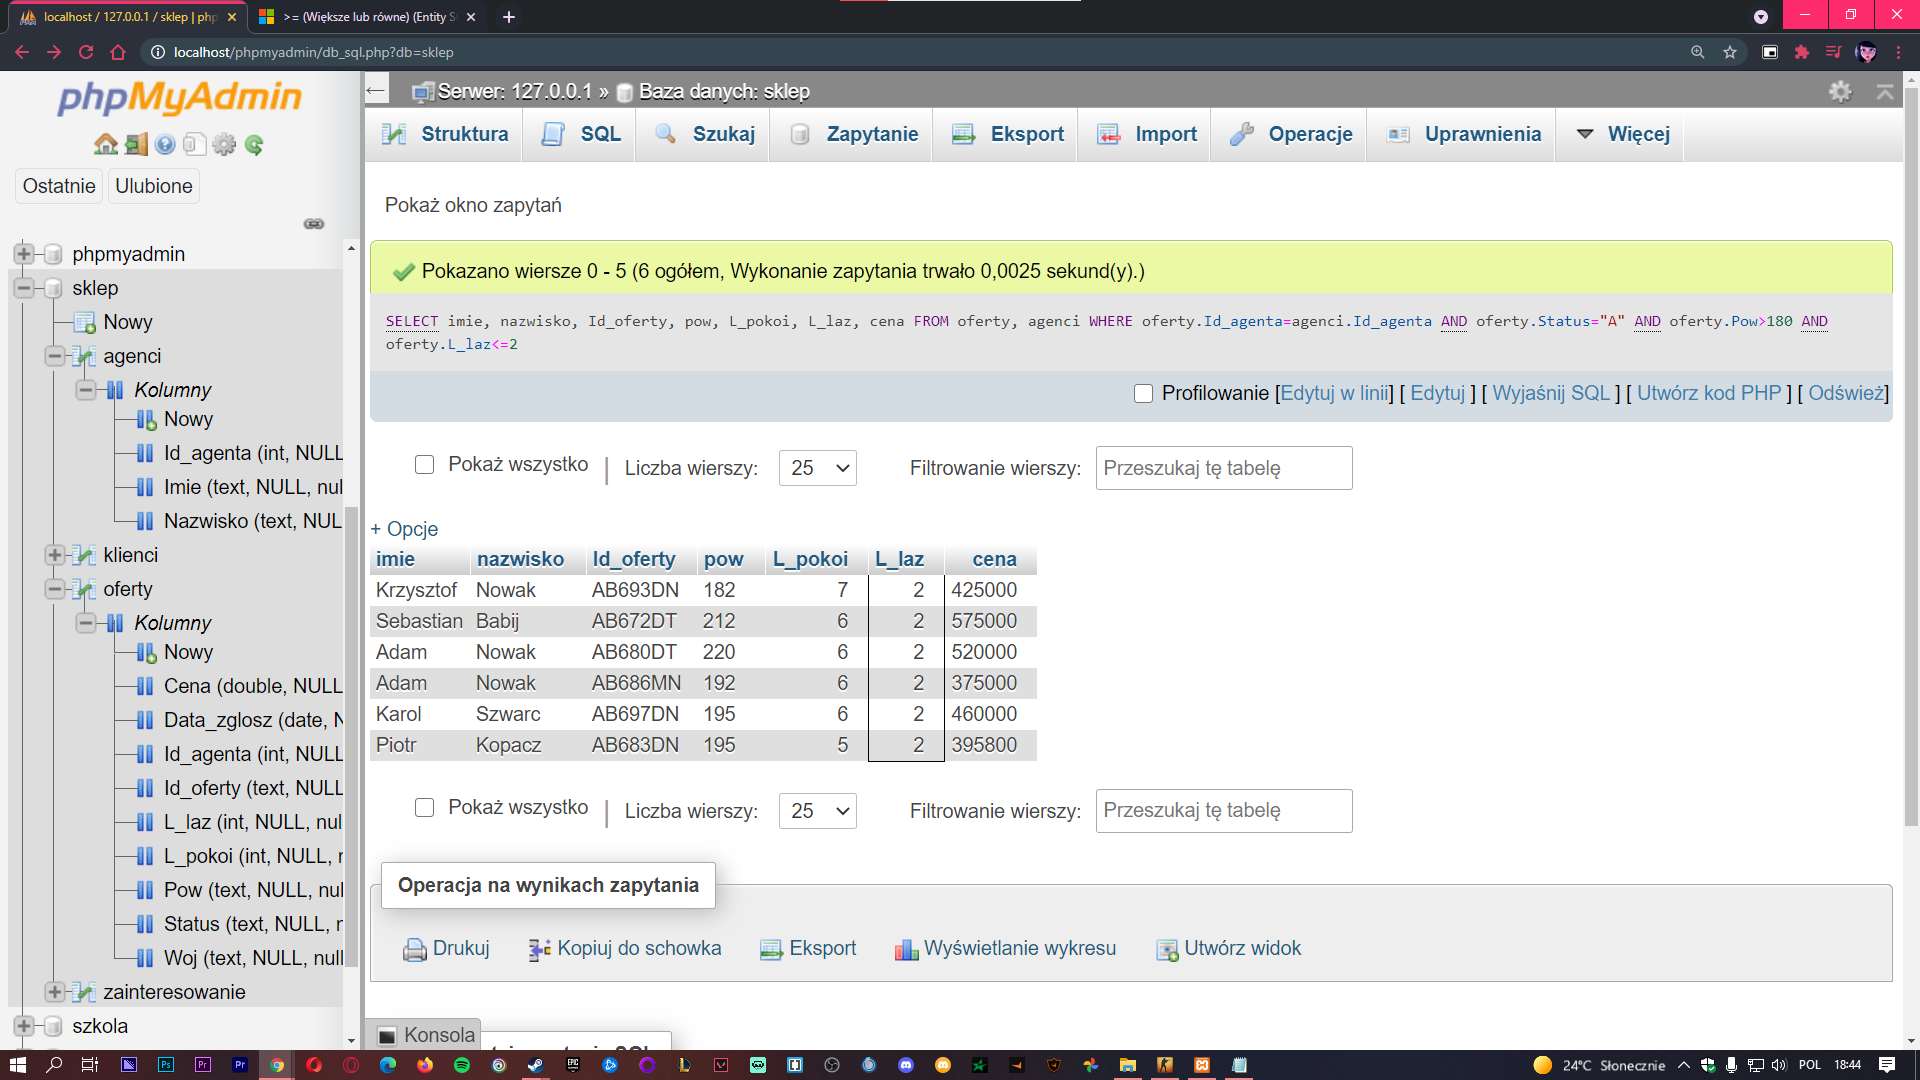 localhost / 127.0.0.1 / sklep | php
>= (Większe lub równe) (Entity S
localhost/phpmyadmin/db_sql.php?db=sklep
phpMyAdmin
Ostatnie
Ulubione
phpmyadmin
sklep
Nowy
agenci
Kolumny
Nowy
Id_agenta (int, NULL
Imie (text, NULL, nul
Nazwisko (text, NUL
klienci
oferty
Kolumny
Nowy
Cena (double, NULL
Data_zglosz (date, N
Id_agenta (int, NULL
Id_oferty (text, NULL
L_laz (int, NULL, nul
L_pokoi (int, NULL, r
Pow (text, NULL, nul
Status (text, NULL, r
Woj (text, NULL, null
zainteresowanie
szkola
Serwer: 127.0.0.1 » Baza danych: sklep
Struktura SQL Szukaj Zapytanie Eksport Import Operacje Uprawnienia Więcej
Pokaż okno zapytań
Pokazano wiersze 0 - 5 (6 ogółem, Wykonanie zapytania trwało 0,0025 sekund(y).)
SELECT imie, nazwisko, Id_oferty, pow, L_pokoi, L_laz, cena FROM oferty, agenci WHERE oferty.Id_agenta=agenci.Id_agenta AND oferty.Status="A" AND oferty.Pow>180 AND
oferty.L_laz<=2
Profilowanie [Edytuj w linii] [ Edytuj ] [ Wyjaśnij SQL ] [ Utwórz kod PHP ] [ Odśwież]
Pokaż wszystko | Liczba wierszy: 25 Filtrowanie wierszy: Przeszukaj tę tabelę
+ Opcje
imie nazwisko Id_oferty pow L_pokoi L_laz cena
Krzysztof Nowak AB693DN 182 7 2 425000
Sebastian Babij AB672DT 212 6 2 575000
Adam Nowak AB680DT 220 6 2 520000
Adam Nowak AB686MN 192 6 2 375000
Karol Szwarc AB697DN 195 6 2 460000
Piotr Kopacz AB683DN 195 5 2 395800
Pokaż wszystko | Liczba wierszy: 25 Filtrowanie wierszy: Przeszukaj tę tabelę
Operacja na wynikach zapytania
Drukuj Kopiuj do schowka Eksport Wyświetlanie wykresu Utwórz widok
Konsola
24°C Słonecznie POL 18:44